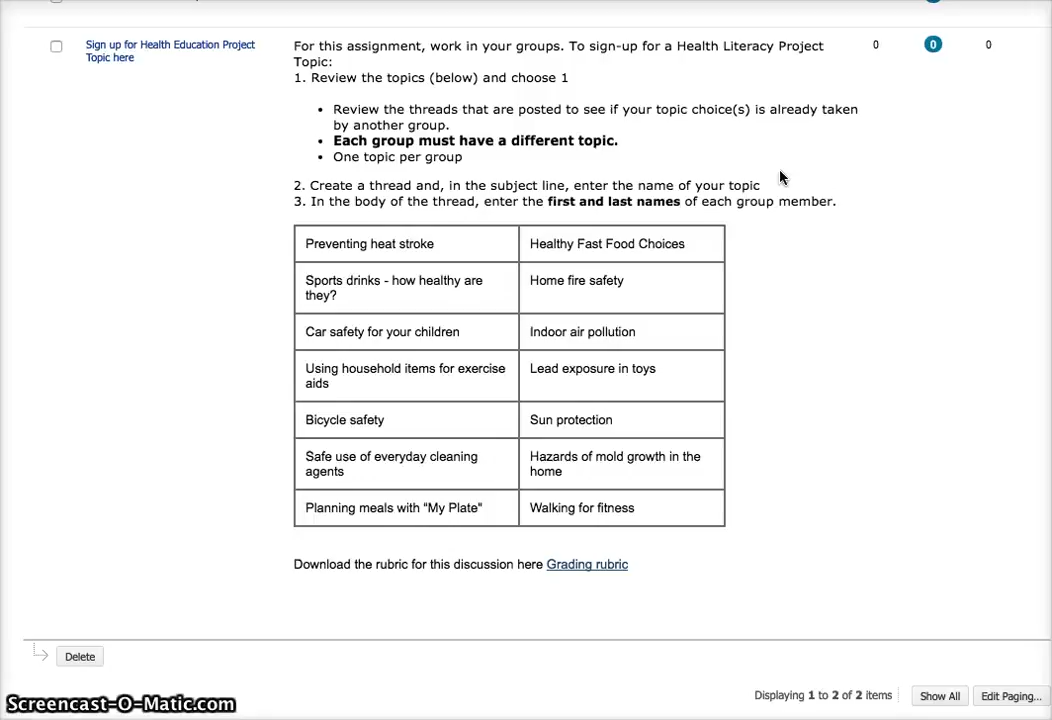 Sign up for Health Education Project
Topic here
For this assignment, work in your groups. To sign-up for a Health Literacy Project
Topic:
0
0
0
1. Review the topics (below) and choose 1
• Review the threads that are posted to see if your topic choice(s) is already taken
by another group.
• Each group must have a different topic.
• One topic per group
2. Create a thread and, in the subject line, enter the name of your topic
3. In the body of the thread, enter the first and last names of each group member.
Preventing heat stroke
Healthy Fast Food Choices
Sports drinks - how healthy are
they?
Home fire safety
Car safety for your children
Indoor air pollution
Using household items for exercise
aids
Lead exposure in toys
Bicycle safety
Sun protection
Safe use of everyday cleaning
agents
Hazards of mold growth in the
home
Planning meals with "My Plate"
Walking for fitness
Download the rubric for this discussion here Grading rubric
Delete
Displaying 1 to 2 of 2 items
Show All
Edit Paging...
Screencast-O-Matic.com